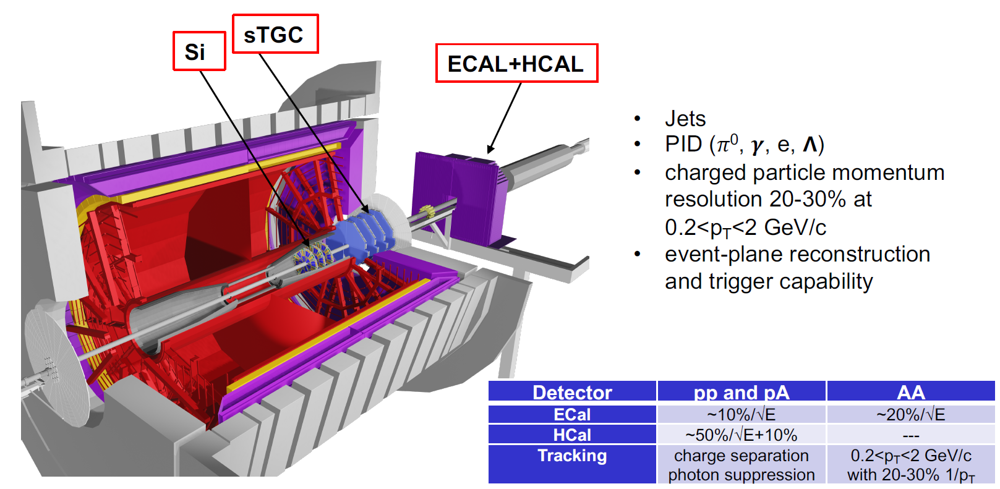 Si
sTGC
ECAL+HCAL
• Jets
• PID (π⁰, γ, e, Λ)
• charged particle momentum
resolution 20-30% at
0.2<pT<2 GeV/c
• event-plane reconstruction
and trigger capability
Detector pp and pA AA
ECal ~10%/√E ~20%/√E
HCal ~50%/√E+10% ---
Tracking charge separation 0.2<pT<2 GeV/c
photon suppression with 20-30% 1/pT